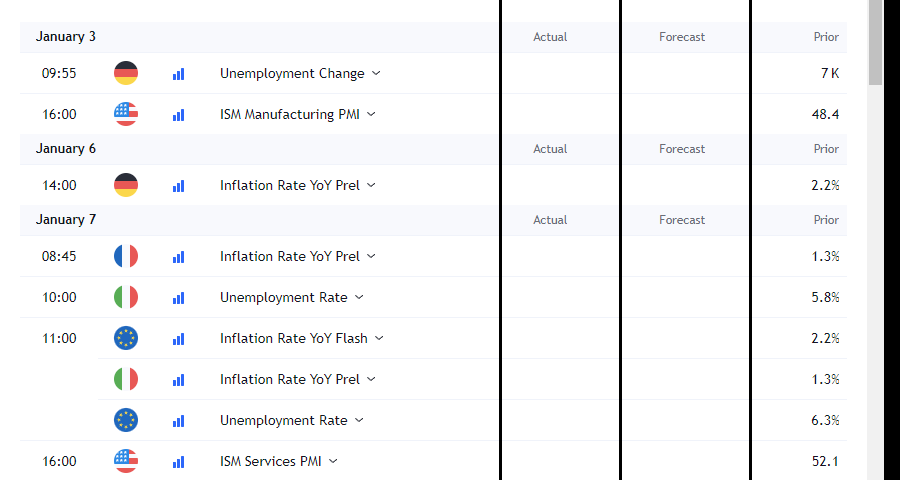 January 3 Actual Forecast Prior
09:55 Unemployment Change 7 K
16:00 ISM Manufacturing PMI 48.4
January 6 Actual Forecast Prior
14:00 Inflation Rate YoY Prel 2.2%
January 7 Actual Forecast Prior
08:45 Inflation Rate YoY Prel 1.3%
10:00 Unemployment Rate 5.8%
11:00 Inflation Rate YoY Flash 2.2%
Inflation Rate YoY Prel 1.3%
Unemployment Rate 6.3%
16:00 ISM Services PMI 52.1